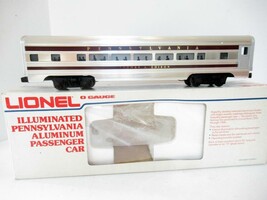 PENNSYLVANIA
LIONEL O GAUGE
ILLUMINATED
PENNSYLVANIA
ALUMINUM
PASSENGER
CAR